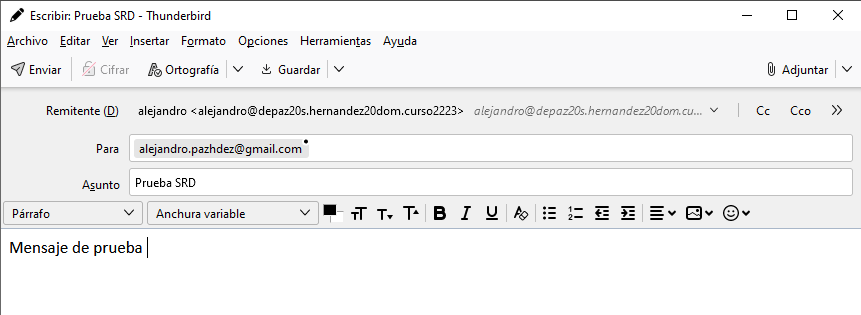 Escribir: Prueba SRD - Thunderbird
Archivo Editar Ver Insertar Formato Opciones Herramientas Ayuda
Enviar Cifrar Ortografía Guardar Adjuntar
Remitente (D) alejandro <alejandro@depaz20s.hernandez20dom.curso2223> alejandro@depaz20s.hernandez20dom.cu... Cc Cco
Para alejandro.pazhdez@gmail.com
Asunto Prueba SRD
Párrafo Anchura variable
Mensaje de prueba